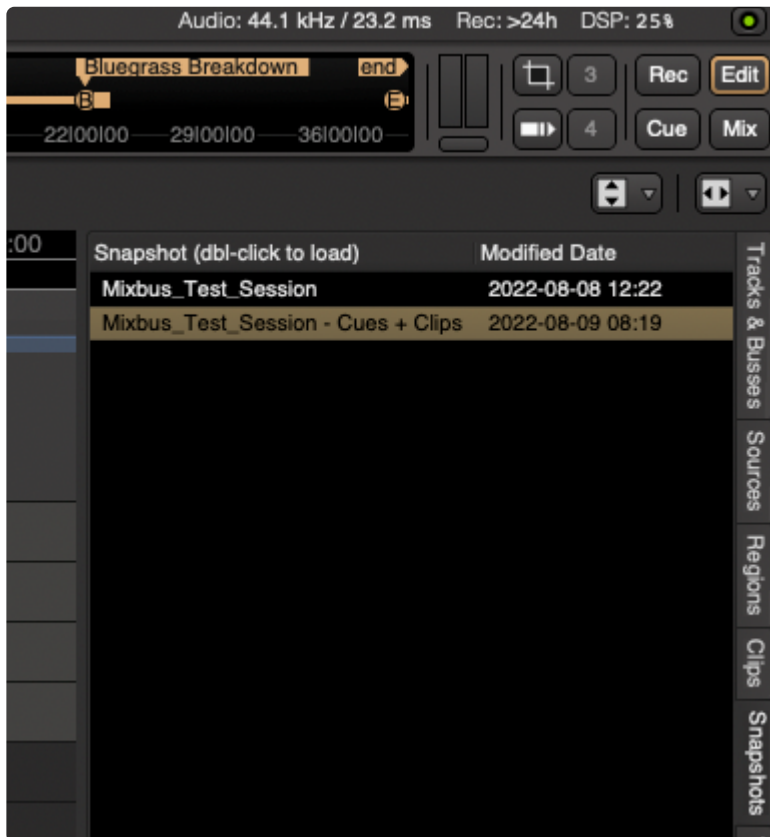 Audio: 44.1 kHz / 23.2 ms Rec: >24h DSP: 25%
Bluegrass Breakdown end
B E
22|00|00 29|00|00 36|00|00
3 Rec Edit
4 Cue Mix
:00
Snapshot (dbl-click to load) Modified Date
Mixbus_Test_Session 2022-08-08 12:22
Mixbus_Test_Session - Cues + Clips 2022-08-09 08:19
Tracks & Busses
Sources
Regions
Clips
Snapshots